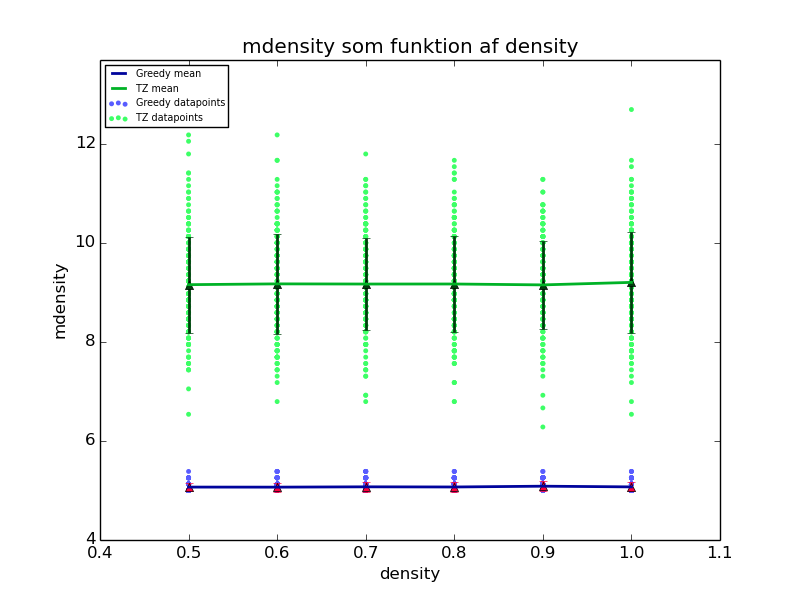 mdensity som funktion af density
Greedy mean
TZ mean
Greedy datapoints
TZ datapoints
12
10
8
6
4
mdensity
0.4 0.5 0.6 0.7 0.8 0.9 1.0 1.1
density